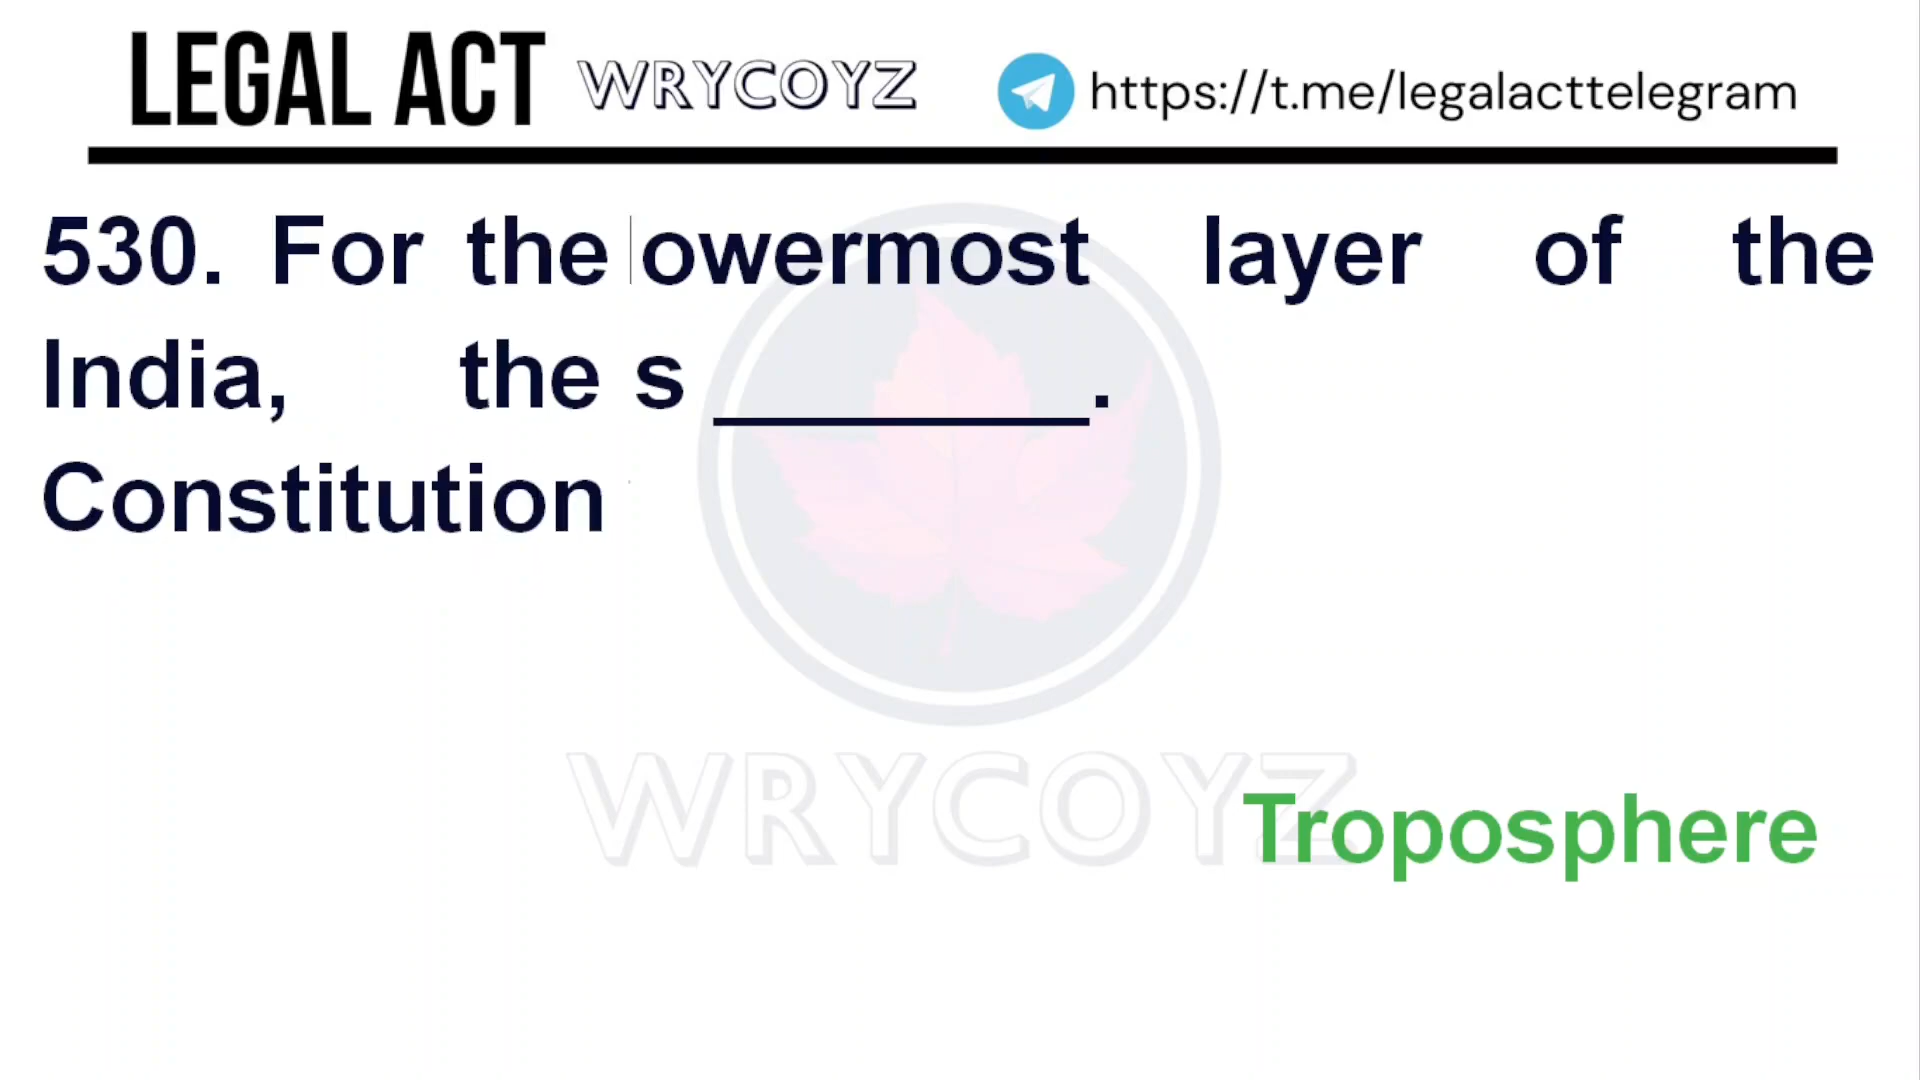 LEGAL ACT WRYCOYZ https://t.me/legalacttelegram
530. For the owermost layer of the
India, the s ________.
Constitution
WRYCOYZ
Troposphere